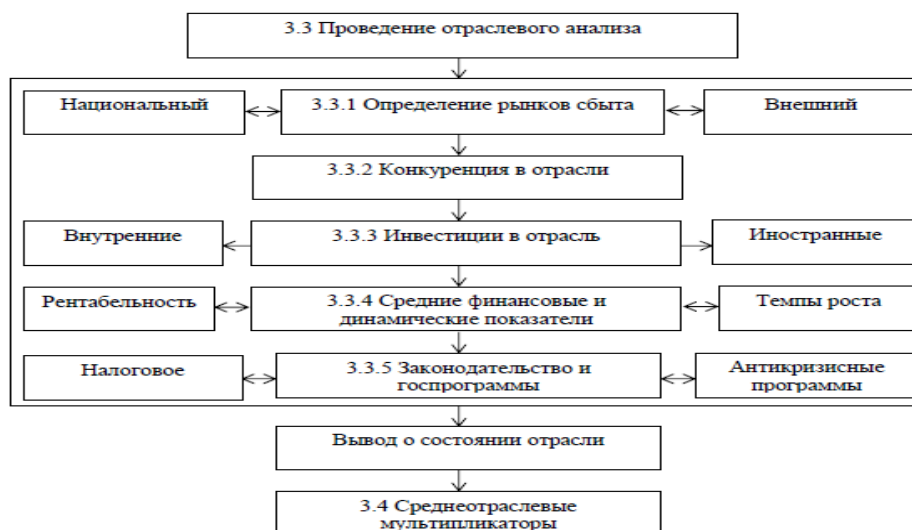 3.3 Проведение отраслевого анализа
Национальный
3.3.1 Определение рынков сбыта
Внешний
3.3.2 Конкуренция в отрасли
Внутренние
3.3.3 Инвестиции в отрасль
Иностранные
Рентабельность
3.3.4 Средние финансовые и
динамические показатели
Темпы роста
Налоговое
3.3.5 Законодательство и
госпрограммы
Антикризисные
программы
Вывод о состоянии отрасли
3.4 Среднеотраслевые
мультипликаторы